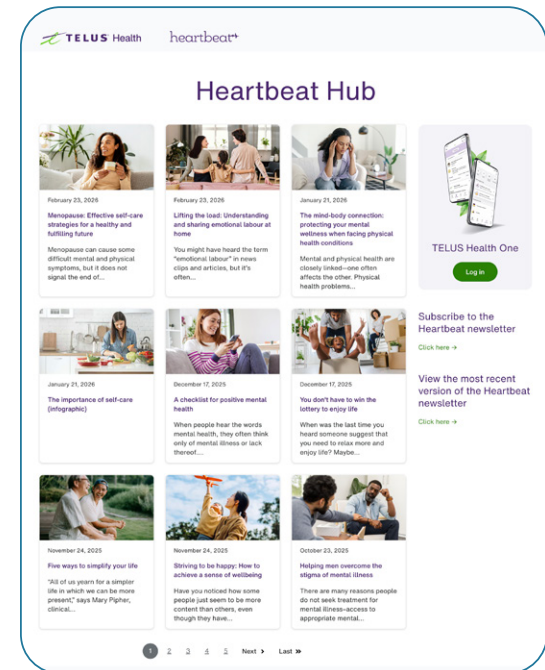 TELUS Health heartbeat
Heartbeat Hub
February 23, 2026
Menopause: Effective self-care
strategies for a healthy and
fulfilling future
Menopause can cause some
difficult mental and physical
symptoms, but it does not
signal the end of...
February 23, 2026
Lifting the load: Understanding
and sharing emotional labour at
home
You might have heard the term
“emotional labour” in news
clips and articles, but it’s
often...
January 21, 2026
The mind-body connection:
protecting your mental
wellness when facing physical
health conditions
Mental and physical health are
closely linked—one often
affects the other. Physical
health problems...
TELUS Health One
Log in
January 21, 2026
The importance of self-care
(infographic)
December 17, 2025
A checklist for positive mental
health
When people hear the words
mental health, they often think
only of mental illness or lack
thereof....
December 17, 2025
You don't have to win the
lottery to enjoy life
When was the last time you
heard someone suggest that
you need to relax more and
enjoy life? Maybe...
Subscribe to the
Heartbeat newsletter
Click here →
View the most recent
version of the Heartbeat
newsletter
Click here →
November 24, 2025
Five ways to simplify your life
“All of us yearn for a simpler
life in which we can be more
present,” says Mary Pipher,
clinical...
November 24, 2025
Striving to be happy: How to
achieve a sense of wellbeing
Have you noticed how some
people just seem to be more
content than others, even
though they have...
October 23, 2025
Helping men overcome the
stigma of mental illness
There are many reasons people
do not seek treatment for
mental illness–access to
appropriate mental...
1 2 3 4 5 Next › Last »